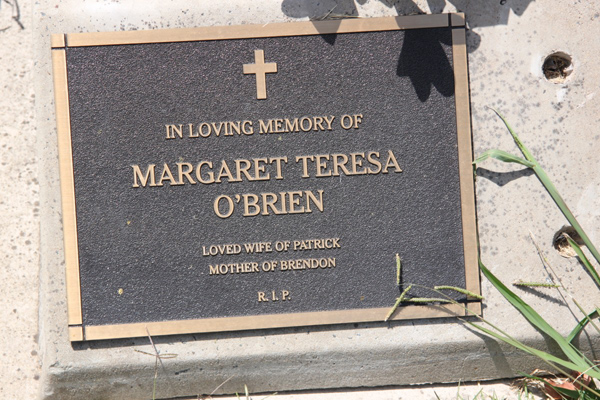 IN LOVING MEMORY OF
MARGARET TERESA
O'BRIEN
LOVED WIFE OF PATRICK
MOTHER OF BRENDON
R. I. P.